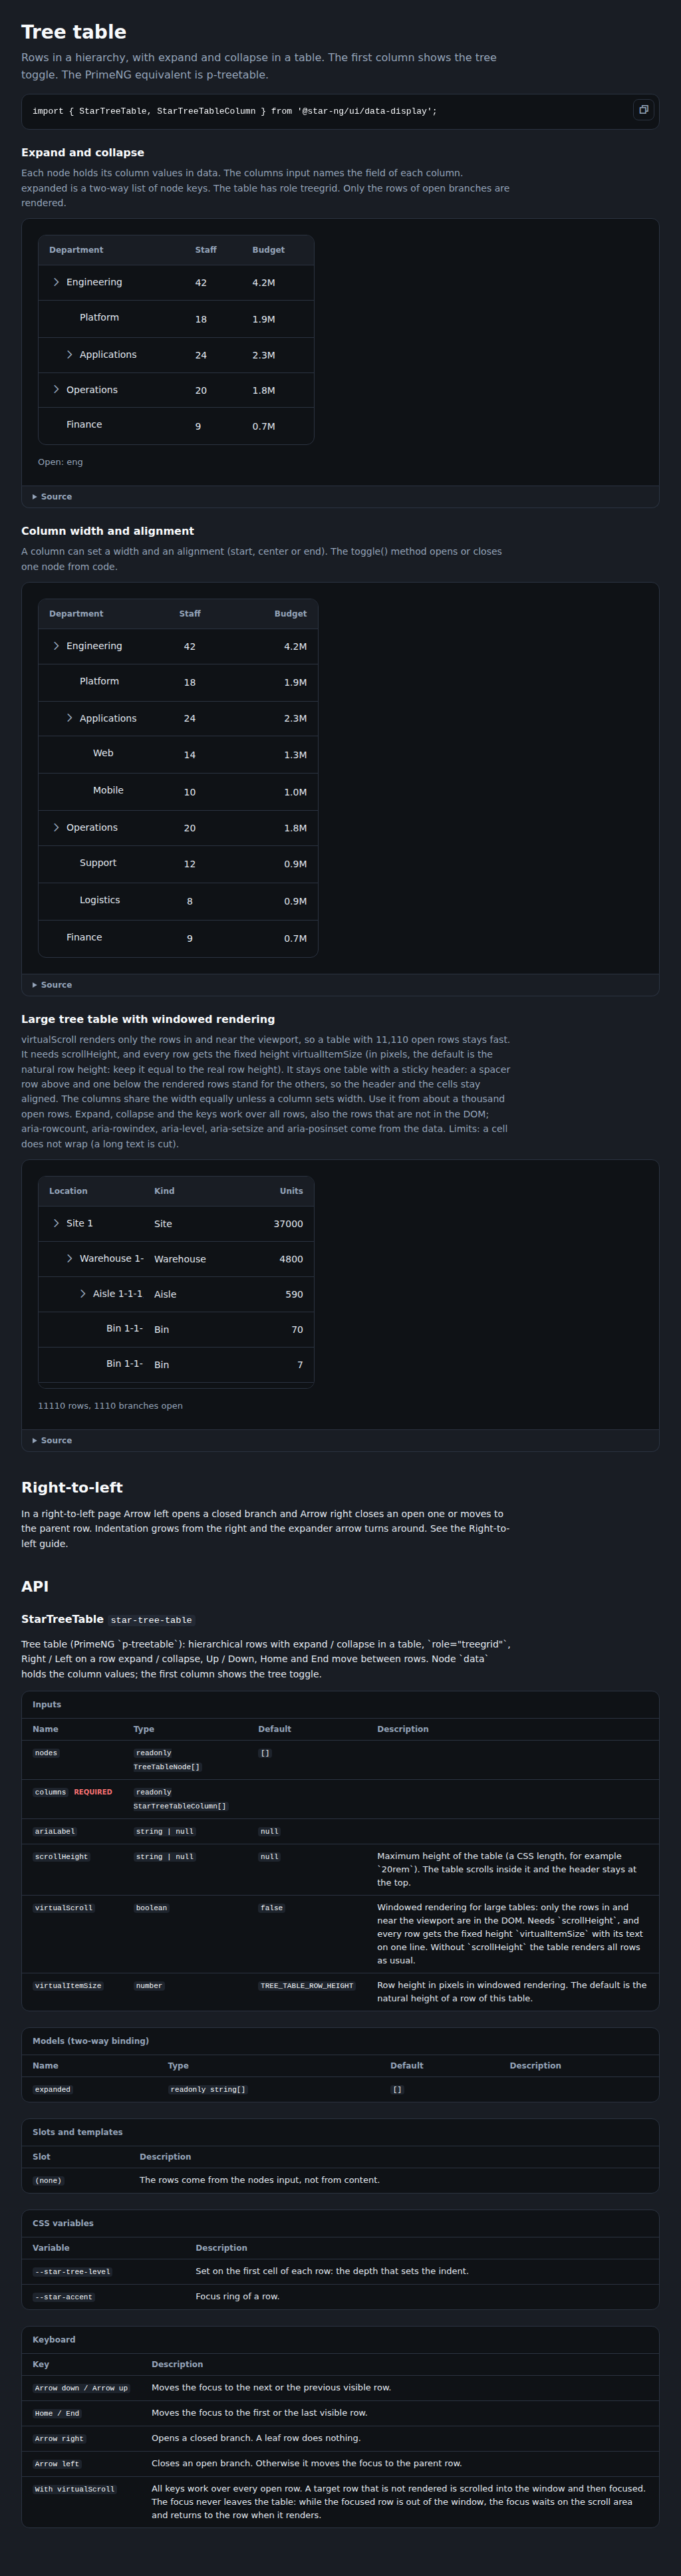 Tree table
Rows in a hierarchy, with expand and collapse in a table. The first column shows the tree
toggle. The PrimeNG equivalent is p-treetable.
import { StarTreeTable, StarTreeTableColumn } from '@star-ng/ui/data-display';
Expand and collapse
Each node holds its column values in data. The columns input names the field of each column.
expanded is a two-way list of node keys. The table has role treegrid. Only the rows of open branches are
rendered.
Department Staff Budget
Engineering 42 4.2M
Platform 18 1.9M
Applications 24 2.3M
Operations 20 1.8M
Finance 9 0.7M
Open: eng
Source
Column width and alignment
A column can set a width and an alignment (start, center or end). The toggle() method opens or closes
one node from code.
Department Staff Budget
Engineering 42 4.2M
Platform 18 1.9M
Applications 24 2.3M
Web 14 1.3M
Mobile 10 1.0M
Operations 20 1.8M
Support 12 0.9M
Logistics 8 0.9M
Finance 9 0.7M
Source
Large tree table with windowed rendering
virtualScroll renders only the rows in and near the viewport, so a table with 11,110 open rows stays fast.
It needs scrollHeight, and every row gets the fixed height virtualItemSize (in pixels, the default is the
natural row height: keep it equal to the real row height). It stays one table with a sticky header: a spacer
row above and one below the rendered rows stand for the others, so the header and the cells stay
aligned. The columns share the width equally unless a column sets width. Use it from about a thousand
open rows. Expand, collapse and the keys work over all rows, also the rows that are not in the DOM;
aria-rowcount, aria-rowindex, aria-level, aria-setsize and aria-posinset come from the data. Limits: a cell
does not wrap (a long text is cut).
Location Kind Units
Site 1 Site 37000
Warehouse 1- Warehouse 4800
Aisle 1-1-1 Aisle 590
Bin 1-1- Bin 70
Bin 1-1- Bin 7
11110 rows, 1110 branches open
Source
Right-to-left
In a right-to-left page Arrow left opens a closed branch and Arrow right closes an open one or moves to
the parent row. Indentation grows from the right and the expander arrow turns around. See the Right-to-
left guide.
API
StarTreeTable star-tree-table
Tree table (PrimeNG `p-treetable`): hierarchical rows with expand / collapse in a table, `role="treegrid"`,
Right / Left on a row expand / collapse, Up / Down, Home and End move between rows. Node `data`
holds the column values; the first column shows the tree toggle.
Inputs
Name Type Default Description
nodes readonly TreeTableNode[] []
columns REQUIRED readonly StarTreeTableColumn[]
ariaLabel string | null null
scrollHeight string | null null Maximum height of the table (a CSS length, for example
`20rem`). The table scrolls inside it and the header stays at
the top.
virtualScroll boolean false Windowed rendering for large tables: only the rows in and
near the viewport are in the DOM. Needs `scrollHeight`, and
every row gets the fixed height `virtualItemSize` with its text
on one line. Without `scrollHeight` the table renders all rows
as usual.
virtualItemSize number TREE_TABLE_ROW_HEIGHT Row height in pixels in windowed rendering. The default is the
natural height of a row of this table.
Models (two-way binding)
Name Type Default Description
expanded readonly string[] []
Slots and templates
Slot Description
(none) The rows come from the nodes input, not from content.
CSS variables
Variable Description
--star-tree-level Set on the first cell of each row: the depth that sets the indent.
--star-accent Focus ring of a row.
Keyboard
Key Description
Arrow down / Arrow up Moves the focus to the next or the previous visible row.
Home / End Moves the focus to the first or the last visible row.
Arrow right Opens a closed branch. A leaf row does nothing.
Arrow left Closes an open branch. Otherwise it moves the focus to the parent row.
With virtualScroll All keys work over every open row. A target row that is not rendered is scrolled into the window and then focused.
The focus never leaves the table: while the focused row is out of the window, the focus waits on the scroll area
and returns to the row when it renders.